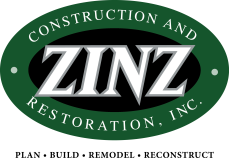 CONSTRUCTION AND
ZINZ
RESTORATION, INC.
PLAN • BUILD • REMODEL • RECONSTRUCT